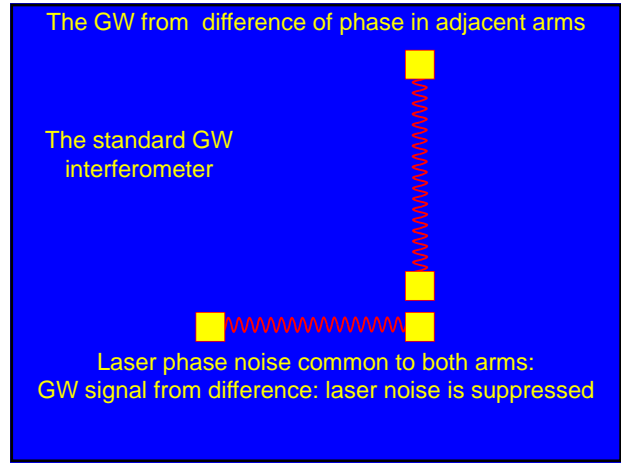 The GW from difference of phase in adjacent arms
The standard GW
interferometer
Laser phase noise common to both arms:
GW signal from difference: laser noise is suppressed